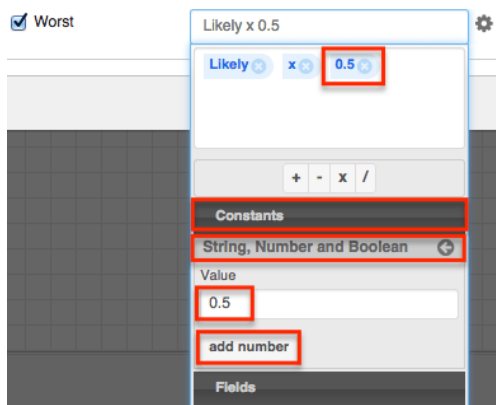 Worst
Likely x 0.5
Likely x 0.5
+ - x /
Constants
String, Number and Boolean
Value
0.5
add number
Fields